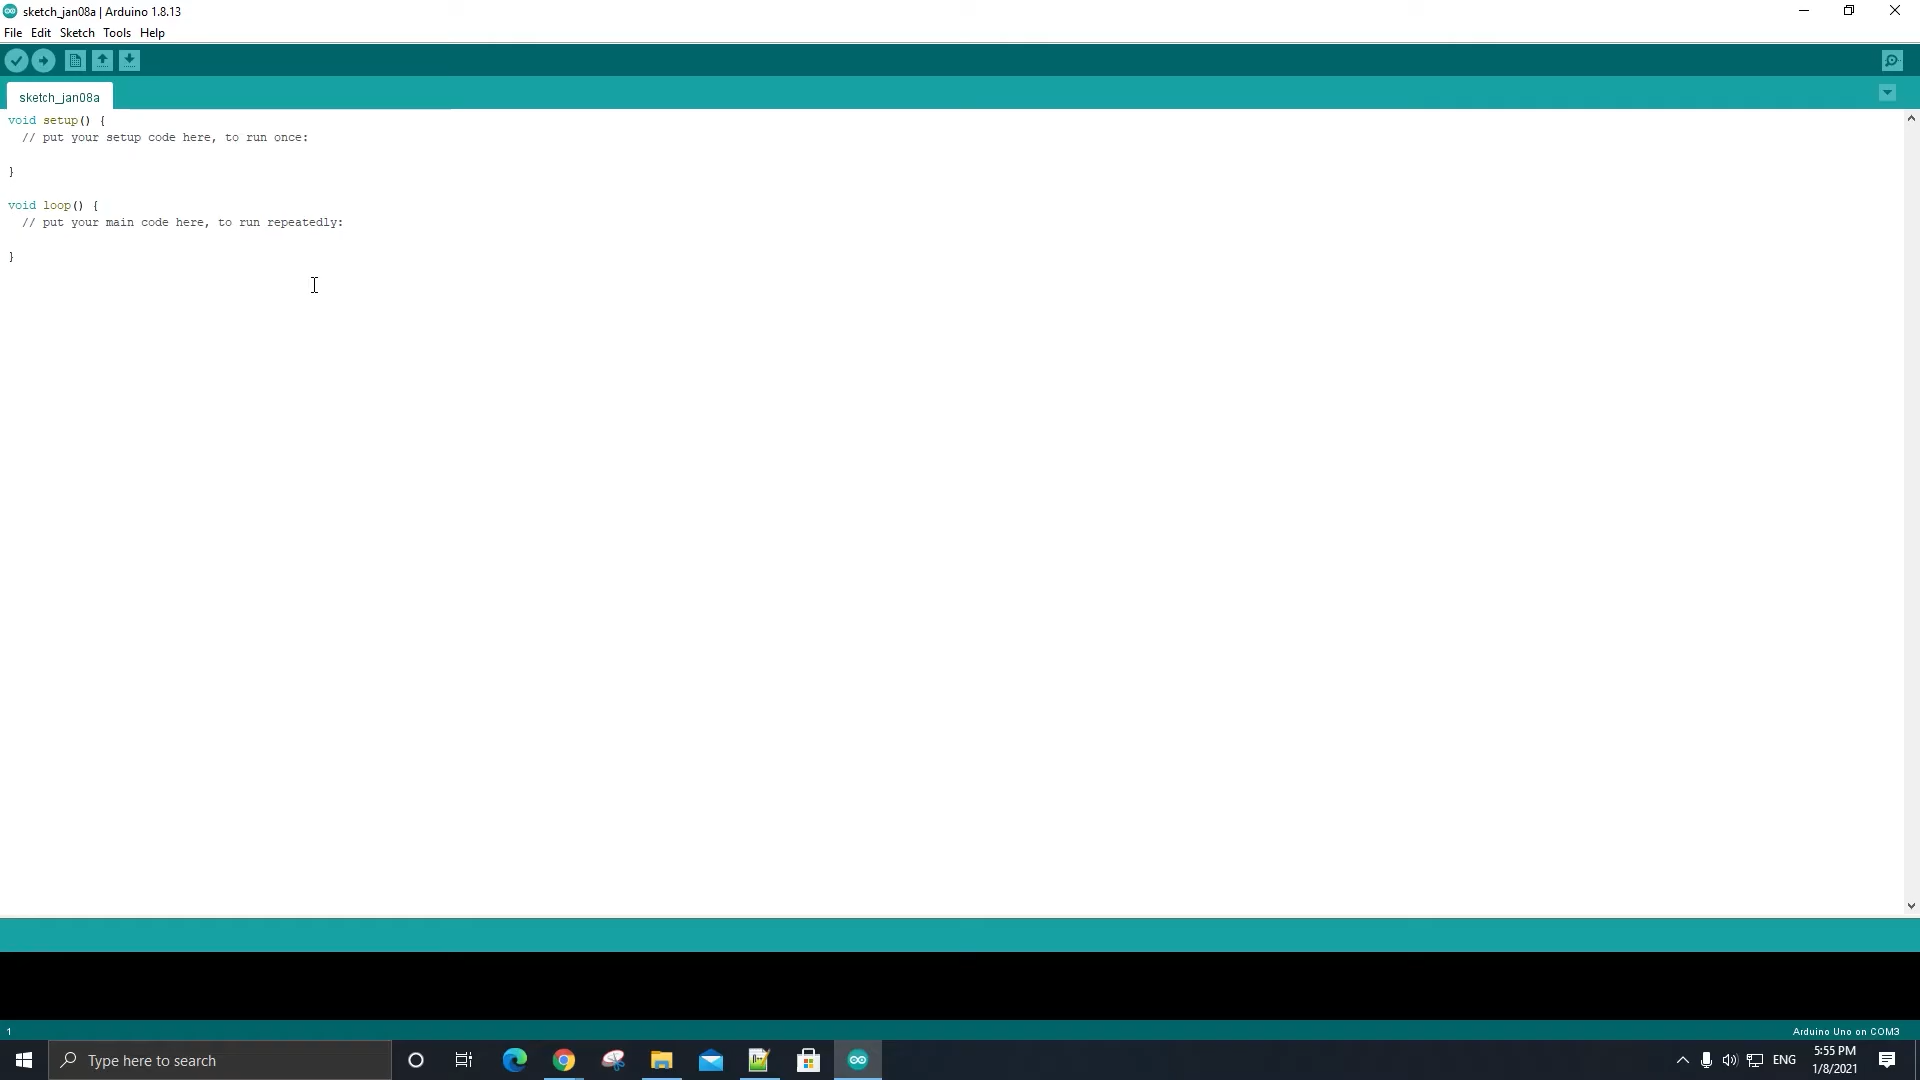 sketch_jan08a | Arduino 1.8.13
File Edit Sketch Tools Help
sketch_jan08a
void setup() {
  // put your setup code here, to run once:
}
void loop() {
  // put your main code here, to run repeatedly:
}
1
Arduino Uno on COM3
Type here to search
ENG
5:55 PM
1/8/2021